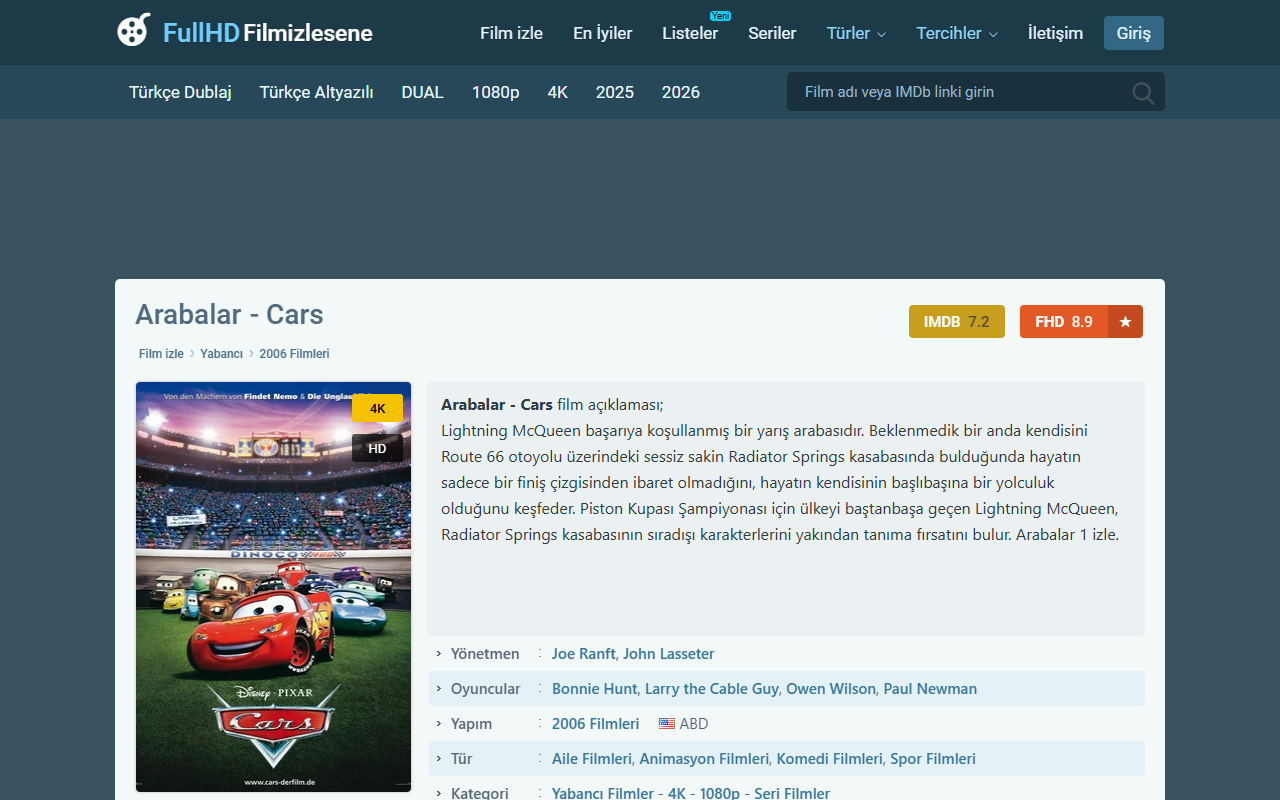 FullHD Filmizlesene
Film izle
En İyiler
Listeler
Yeni
Seriler
Türler
Tercihler
İletişim
Giriş
Türkçe Dublaj
Türkçe Altyazılı
DUAL
1080p
4K
2025
2026
Film adı veya IMDb linki girin
Arabalar - Cars
IMDB 7.2
FHD 8.9 ★
Film izle › Yabancı › 2006 Filmleri
Von den Machern von Findet Nemo & Die
4K
HD
DINOCO 400
DISNEY · PIXAR
Cars
www.cars-derfilm.de
Arabalar - Cars film açıklaması;
Lightning McQueen başarıya koşullanmış bir yarış arabasıdır. Beklenmedik bir anda kendisini
Route 66 otoyolu üzerindeki sessiz sakin Radiator Springs kasabasında bulduğunda hayatın
sadece bir finiş çizgisinden ibaret olmadığını, hayatın kendisinin başlıbaşına bir yolculuk
olduğunu keşfeder. Piston Kupası Şampiyonası için ülkeyi baştanbaşa geçen Lightning McQueen,
Radiator Springs kasabasının sıradışı karakterlerini yakından tanıma fırsatını bulur. Arabalar 1 izle.
› Yönetmen : Joe Ranft, John Lasseter
› Oyuncular : Bonnie Hunt, Larry the Cable Guy, Owen Wilson, Paul Newman
› Yapım : 2006 Filmleri ABD
› Tür : Aile Filmleri, Animasyon Filmleri, Komedi Filmleri, Spor Filmleri
› Kategori : Yabancı Filmler - 4K - 1080p - Seri Filmler